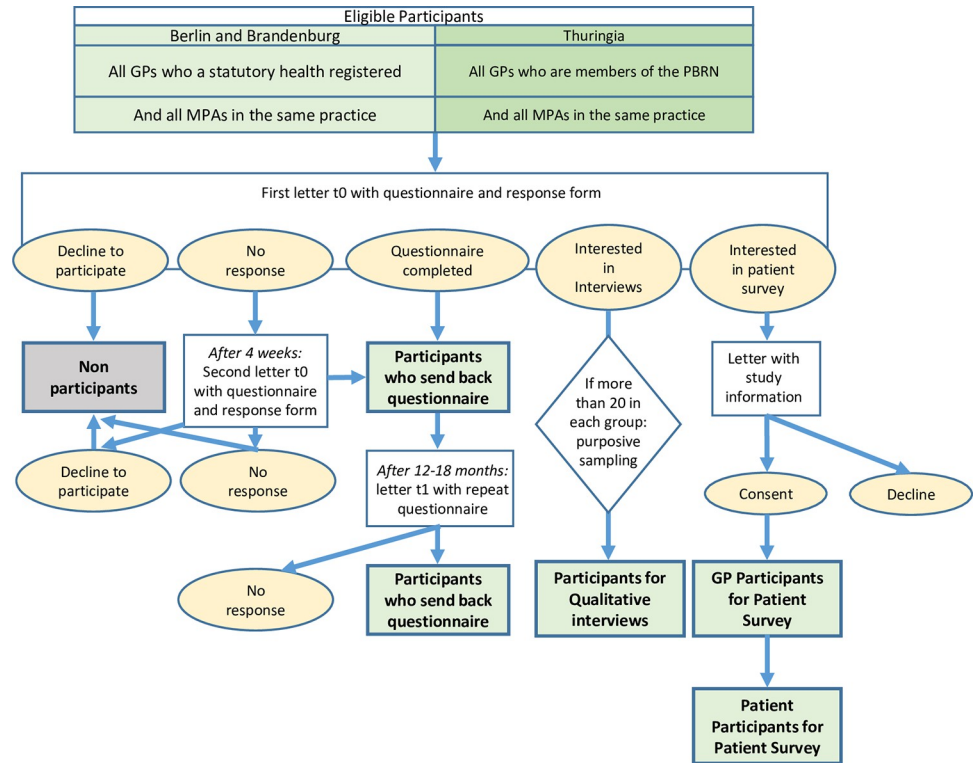 Eligible Participants
Berlin and Brandenburg
Thuringia
All GPs who a statutory health registered
All GPs who are members of the PBRN
And all MPAs in the same practice
And all MPAs in the same practice
First letter t0 with questionnaire and response form
Decline to
participate
No
response
Questionnaire
completed
Interested
in
Interviews
Interested
in patient
survey
Non
participants
After 4 weeks:
Second letter t0
with questionnaire
and response form
Participants
who send back
questionnaire
If more
than 20 in
each group:
purposive
sampling
Letter with
study
information
Decline to
participate
No
response
After 12-18 months:
letter t1 with repeat
questionnaire
Consent
Decline
No
response
Participants
who send back
questionnaire
Participants for
Qualitative
interviews
GP Participants
for Patient
Survey
Patient
Participants for
Patient Survey